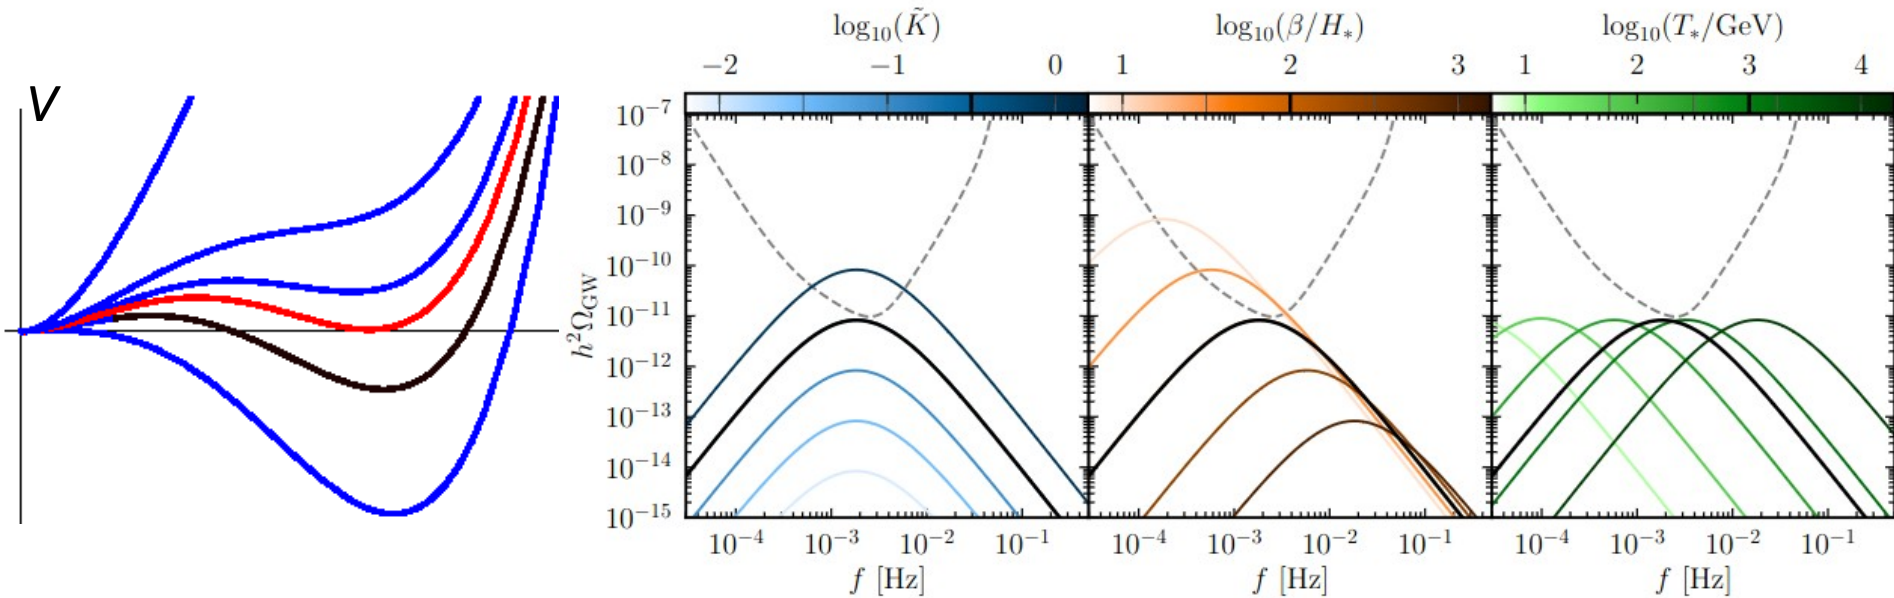 V
log₁₀(K̃)
−2 −1 0
log₁₀(β/H∗)
1 2 3
log₁₀(T∗/GeV)
1 2 3 4
h²Ω_GW
10⁻⁷
10⁻⁸
10⁻⁹
10⁻¹⁰
10⁻¹¹
10⁻¹²
10⁻¹³
10⁻¹⁴
10⁻¹⁵
10⁻⁴ 10⁻³ 10⁻² 10⁻¹
f [Hz]
10⁻⁴ 10⁻³ 10⁻² 10⁻¹
f [Hz]
10⁻⁴ 10⁻³ 10⁻² 10⁻¹
f [Hz]